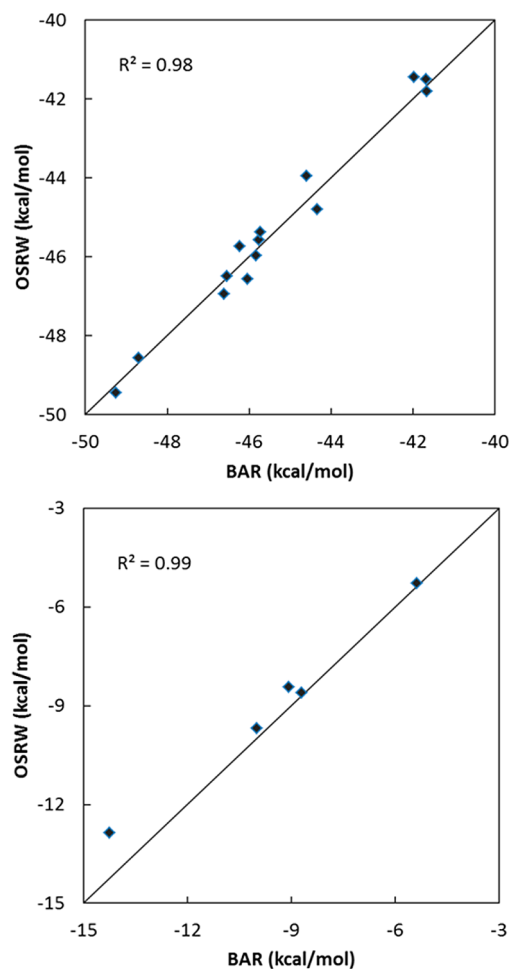 -40
R² = 0.98
-42
-44
OSRW (kcal/mol)
-46
-48
-50
-50 -48 -46 -44 -42 -40
BAR (kcal/mol)
-3
R² = 0.99
-6
OSRW (kcal/mol)
-9
-12
-15
-15 -12 -9 -6 -3
BAR (kcal/mol)